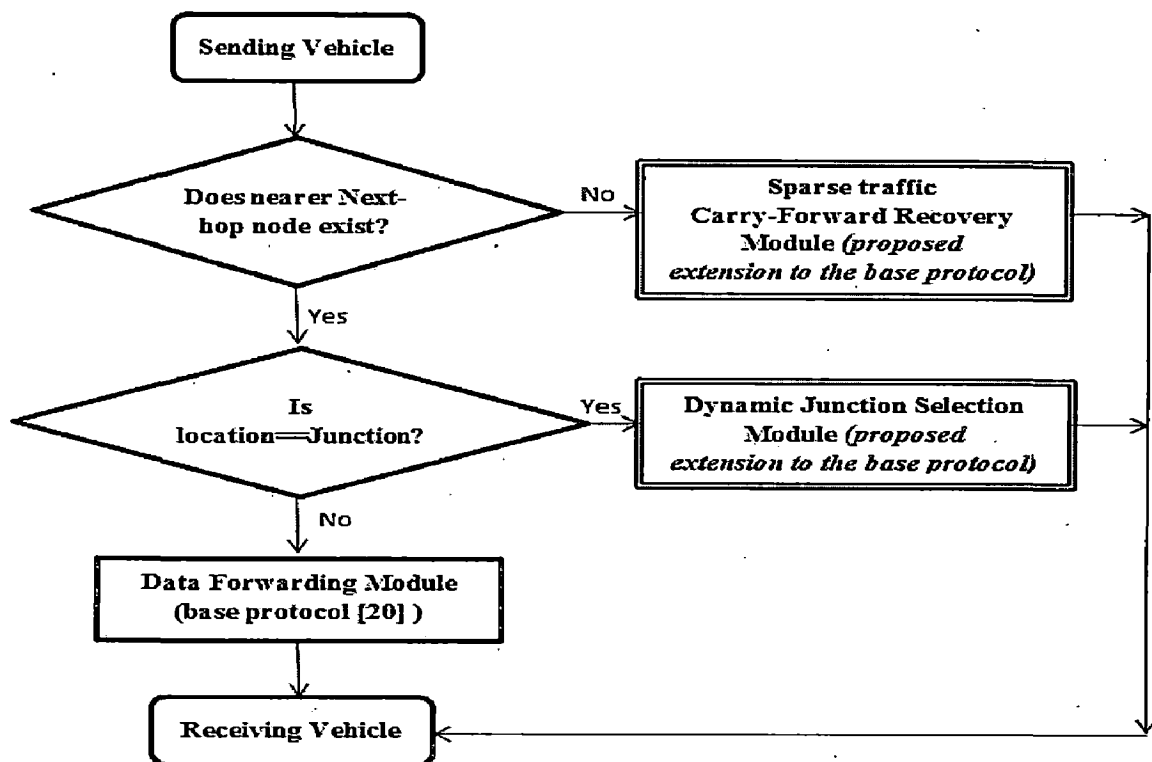 Sending Vehicle
Does nearer Next-
hop node exist?
No
Sparse traffic
Carry-Forward Recovery
Module (proposed
extension to the base protocol)
Yes
Is
location==Junction?
Yes
Dynamic Junction Selection
Module (proposed
extension to the base protocol)
No
Data Forwarding Module
(base protocol [20] )
Receiving Vehicle